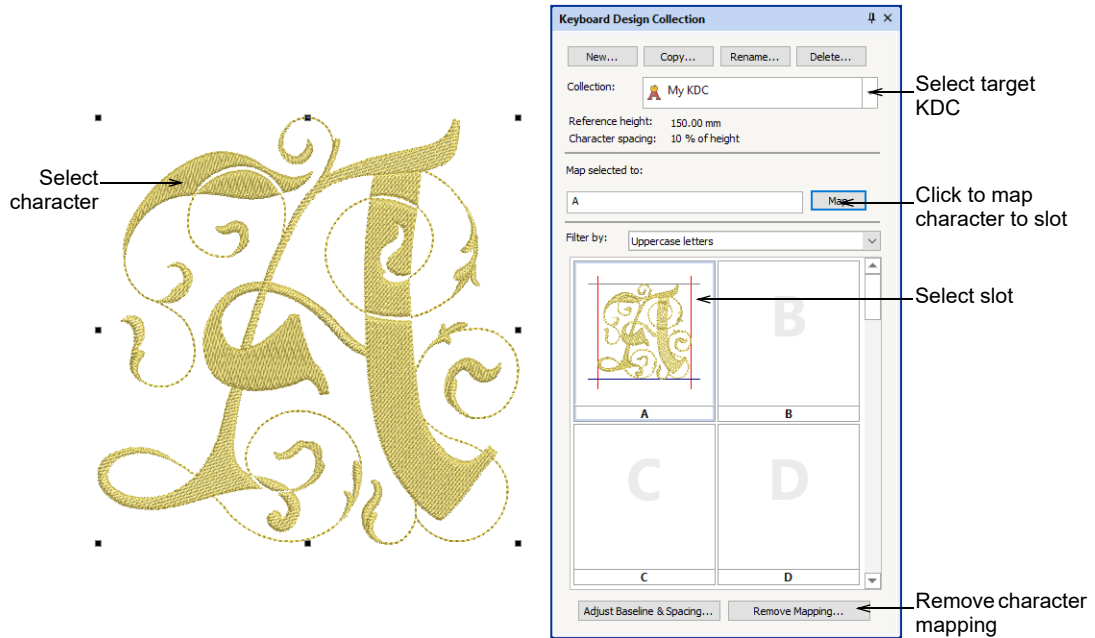 Keyboard Design Collection
New... Copy... Rename... Delete...
Collection: My KDC
Select target
KDC
Reference height: 150.00 mm
Character spacing: 10 % of height
Select
character
Map selected to:
A Map
Click to map
character to slot
Filter by: Uppercase letters
Select slot
B
A B
C D
C D
Adjust Baseline & Spacing... Remove Mapping...
Remove character
mapping